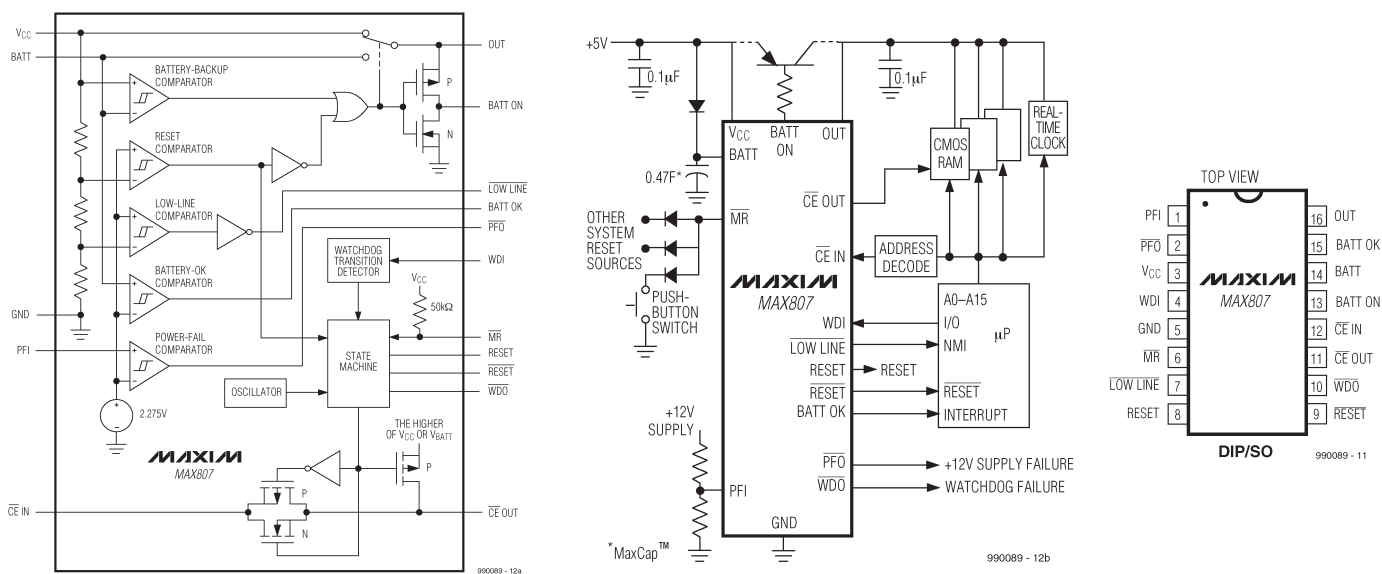 VCC
BATT
BATTERY-BACKUP
COMPARATOR
RESET
COMPARATOR
LOW-LINE
COMPARATOR
BATTERY-OK
COMPARATOR
GND
PFI
POWER-FAIL
COMPARATOR
2.275V
MAXIM
MAX807
CE IN
OUT
P
BATT ON
N
LOW LINE
BATT OK
PFO
WATCHDOG
TRANSITION
DETECTOR
WDI
VCC
50kΩ
MR
STATE
MACHINE
RESET
RESET
WDO
OSCILLATOR
THE HIGHER
OF VCC OR VBATT
P
P
N
CE OUT
990089 - 12a
+5V
0.1µF
0.1µF
REAL-
TIME
CLOCK
CMOS
RAM
VCC
BATT
ON
OUT
BATT
0.47F*
CE OUT
MR
OTHER
SYSTEM
RESET
SOURCES
CE IN
ADDRESS
DECODE
MAXIM
MAX807
PUSH-
BUTTON
SWITCH
A0–A15
I/O
µP
NMI
RESET
INTERRUPT
WDI
LOW LINE
RESET
RESET
RESET
BATT OK
+12V
SUPPLY
PFO
+12V SUPPLY FAILURE
WDO
WATCHDOG FAILURE
PFI
GND
*MaxCap™
990089 - 12b
TOP VIEW
PFI 1
PFO 2
VCC 3
WDI 4
GND 5
MR 6
LOW LINE 7
RESET 8
MAXIM
MAX807
16 OUT
15 BATT OK
14 BATT
13 BATT ON
12 CE IN
11 CE OUT
10 WDO
9 RESET
DIP/SO
990089 - 11